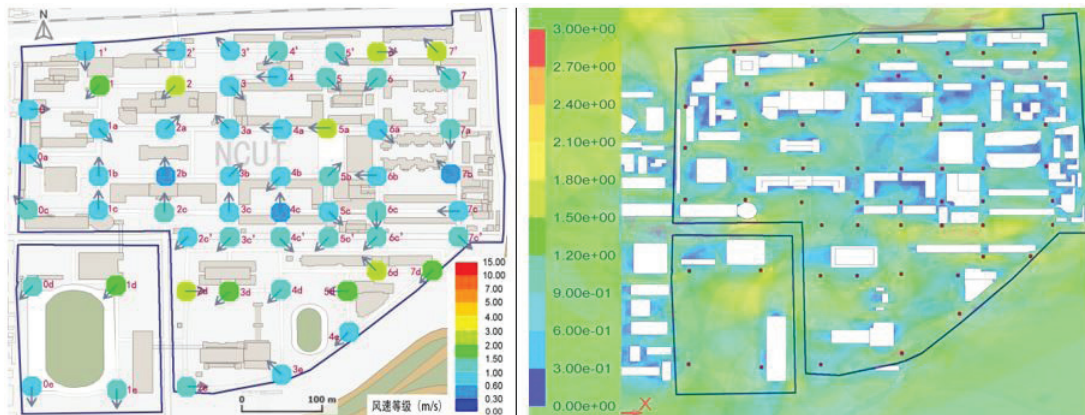 N
1'
2'
3'
4'
5'
7'
1
2
3
4
5
6
7
0a
1a
2a
3a
4a
5a
6a
7a
NCUT
1b
2b
3b
4b
5b
6b
7b
0c
1c
2c
3c
4c
5c
6c
7c
2c'
3c'
4c'
5c'
6c'
7c'
0d
1d
3d
4d
5d
6d
7d
0e
1e
3e
4e
0 100 m
风速等级（m/s）
15.00
10.00
7.00
5.00
4.00
3.00
2.00
1.50
1.00
0.60
0.30
0.00
3.00e+00
2.70e+00
2.40e+00
2.10e+00
1.80e+00
1.50e+00
1.20e+00
9.00e-01
6.00e-01
3.00e-01
0.00e+00
X